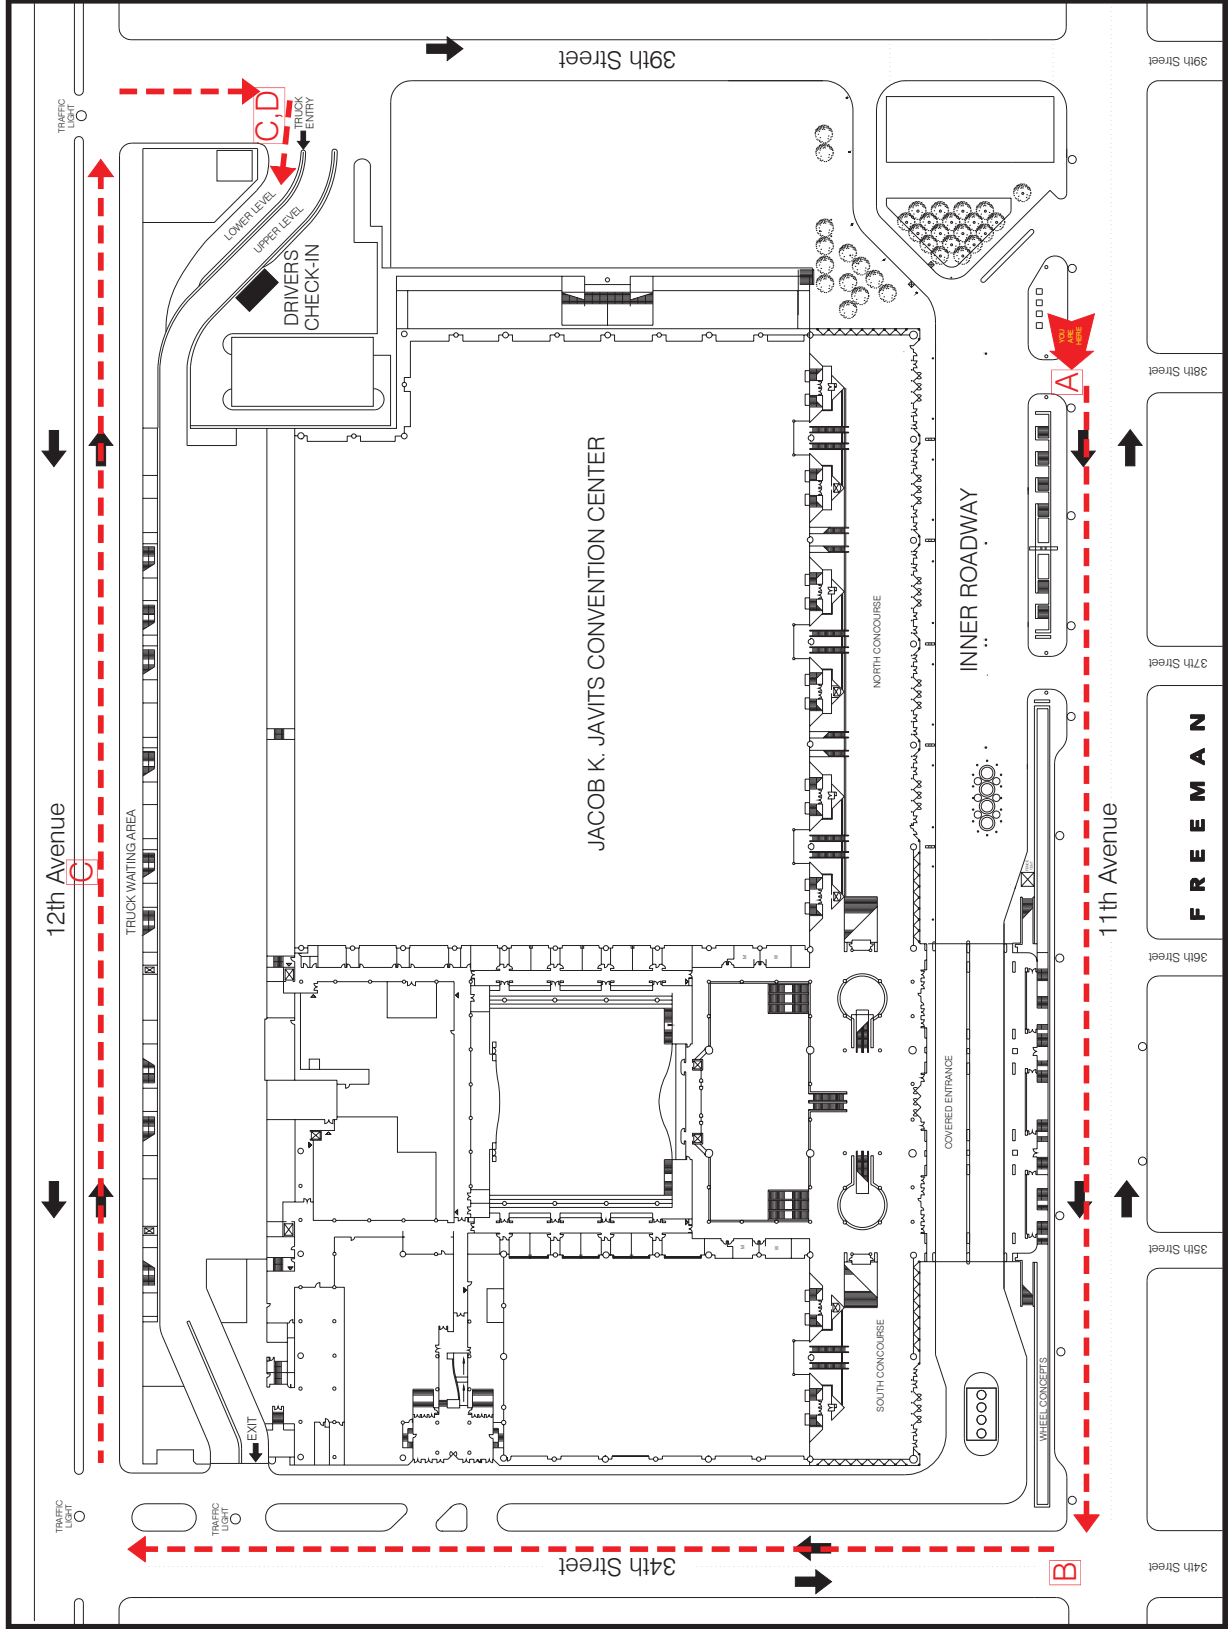 39th Street
39th Street
TRAFFIC
LIGHT
C,D
TRUCK
ENTRY
LOWER LEVEL
UPPER LEVEL
DRIVERS
CHECK-IN
YOU
ARE
HERE
A
38th Street
12th Avenue
C
TRUCK WAITING AREA
JACOB K. JAVITS CONVENTION CENTER
NORTH CONCOURSE
INNER ROADWAY
37th Street
11th Avenue
FREEMAN
36th Street
M
W
COVERED ENTRANCE
35th Street
M
W
EXIT
SOUTH CONCOURSE
WHEEL CONCEPTS
TRAFFIC
LIGHT
TRAFFIC
LIGHT
34th Street
B
34th Street